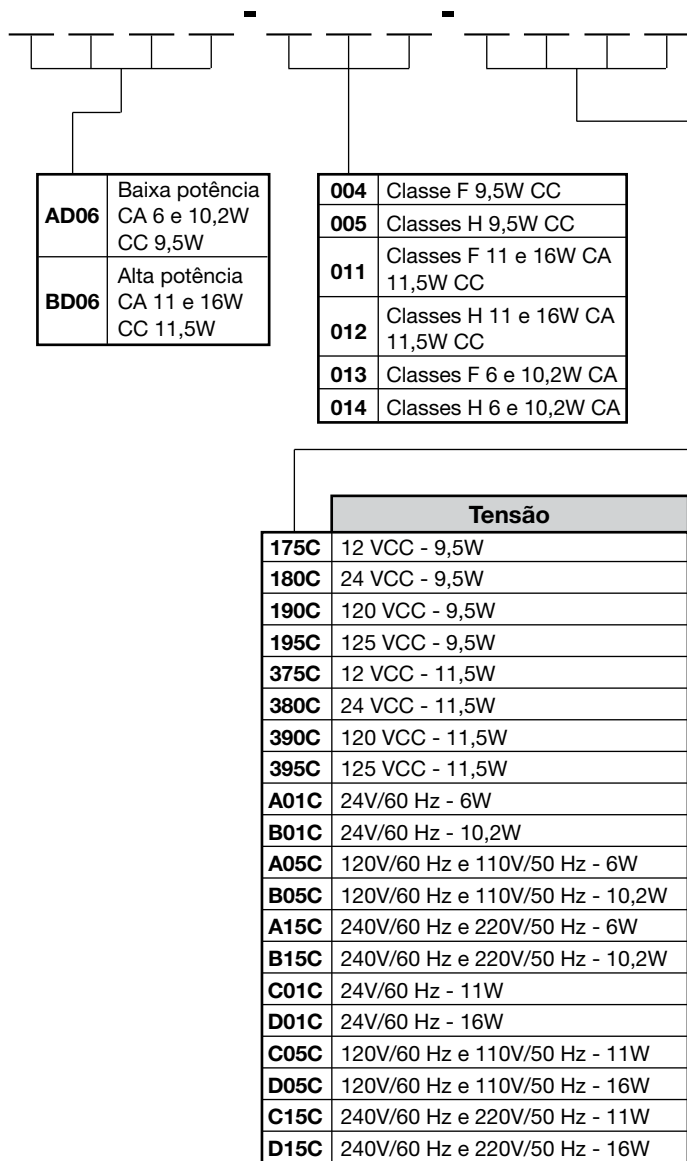 - -
AD06 Baixa potência
CA 6 e 10,2W
CC 9,5W
BD06 Alta potência
CA 11 e 16W
CC 11,5W
004 Classe F 9,5W CC
005 Classes H 9,5W CC
011 Classes F 11 e 16W CA
11,5W CC
012 Classes H 11 e 16W CA
11,5W CC
013 Classes F 6 e 10,2W CA
014 Classes H 6 e 10,2W CA
Tensão
175C 12 VCC - 9,5W
180C 24 VCC - 9,5W
190C 120 VCC - 9,5W
195C 125 VCC - 9,5W
375C 12 VCC - 11,5W
380C 24 VCC - 11,5W
390C 120 VCC - 11,5W
395C 125 VCC - 11,5W
A01C 24V/60 Hz - 6W
B01C 24V/60 Hz - 10,2W
A05C 120V/60 Hz e 110V/50 Hz - 6W
B05C 120V/60 Hz e 110V/50 Hz - 10,2W
A15C 240V/60 Hz e 220V/50 Hz - 6W
B15C 240V/60 Hz e 220V/50 Hz - 10,2W
C01C 24V/60 Hz - 11W
D01C 24V/60 Hz - 16W
C05C 120V/60 Hz e 110V/50 Hz - 11W
D05C 120V/60 Hz e 110V/50 Hz - 16W
C15C 240V/60 Hz e 220V/50 Hz - 11W
D15C 240V/60 Hz e 220V/50 Hz - 16W